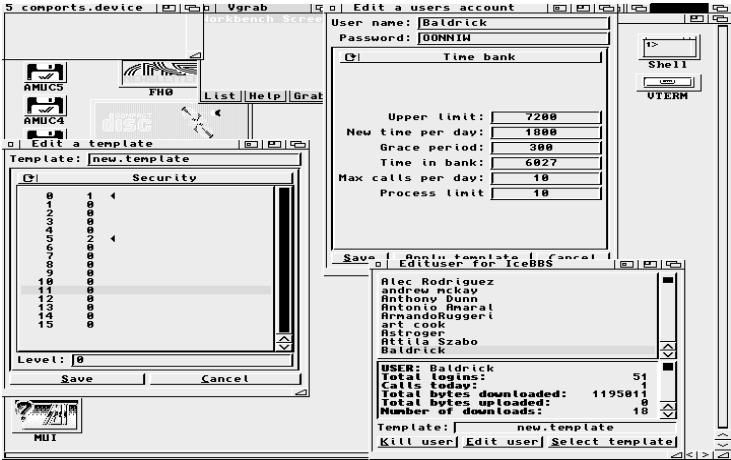 5 comports.device
Vgrab
Workbench Scree
List
Help
Grab
AMUC5
AMUC4
FH0
COMPACT
disc
Edit a users account
User name: Baldrick
Password: OONNIW
Time bank
Upper limit: 7200
New time per day: 1800
Grace period: 300
Time in bank: 6027
Max calls per day: 10
Process limit 10
Save Apply template Cancel
1>
Shell
VTERM
Edit a template
Template: new.template
Security
0 1
1 0
2 0
3 0
4 0
5 2
6 0
7 0
8 0
9 0
10 0
11 0
12 0
13 0
14 0
15 0
Level: 0
Save Cancel
MUI
Edituser for IceBBS
Alec Rodriguez
andrew mckay
Anthony Dunn
Antonio Amaral
ArmandoRuggeri
art cook
Astroger
Attila Szabo
Baldrick
USER: Baldrick
Total logins: 51
Calls today: 1
Total bytes downloaded: 1195011
Total bytes uploaded: 0
Number of downloads: 18
Template: new.template
Kill user Edit user Select template